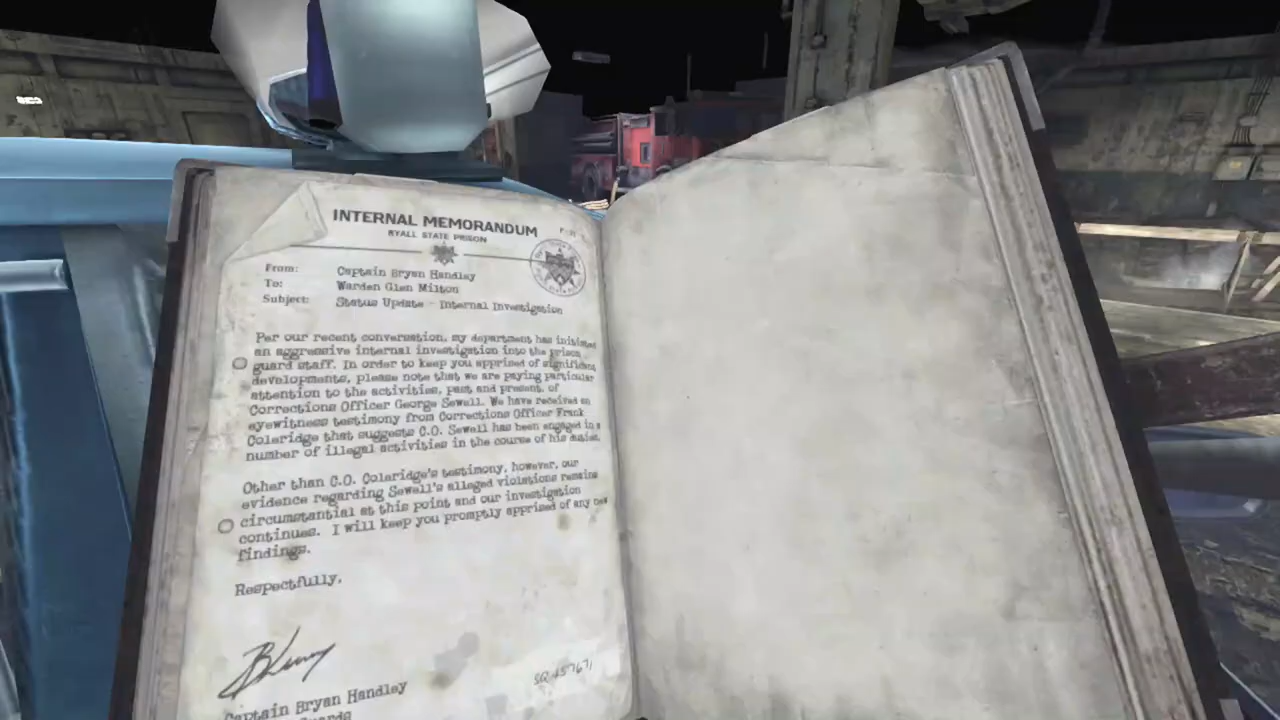 INTERNAL MEMORANDUM
RYALL STATE PRISON
From: Captain Bryan Handley
To: Warden Glen Milton
Subject: Status Update - Internal Investigation
Per our recent conversation, my department has initiated
an aggressive internal investigation into the prison
guard staff. In order to keep you apprised of significant
developments, please note that we are paying particular
attention to the activities, past and present, of
Corrections Officer George Sewell. We have received an
eyewitness testimony from Corrections Officer Frank
Coleridge that suggests C.O. Sewell has been engaged in a
number of illegal activities in the course of his duties.
Other than C.O. Coleridge's testimony, however, our
evidence regarding Sewell's alleged violations remains
circumstantial at this point and our investigation
continues. I will keep you promptly apprised of any new
findings.
Respectfully,
SQ 457671
Captain Bryan Handley
Guards